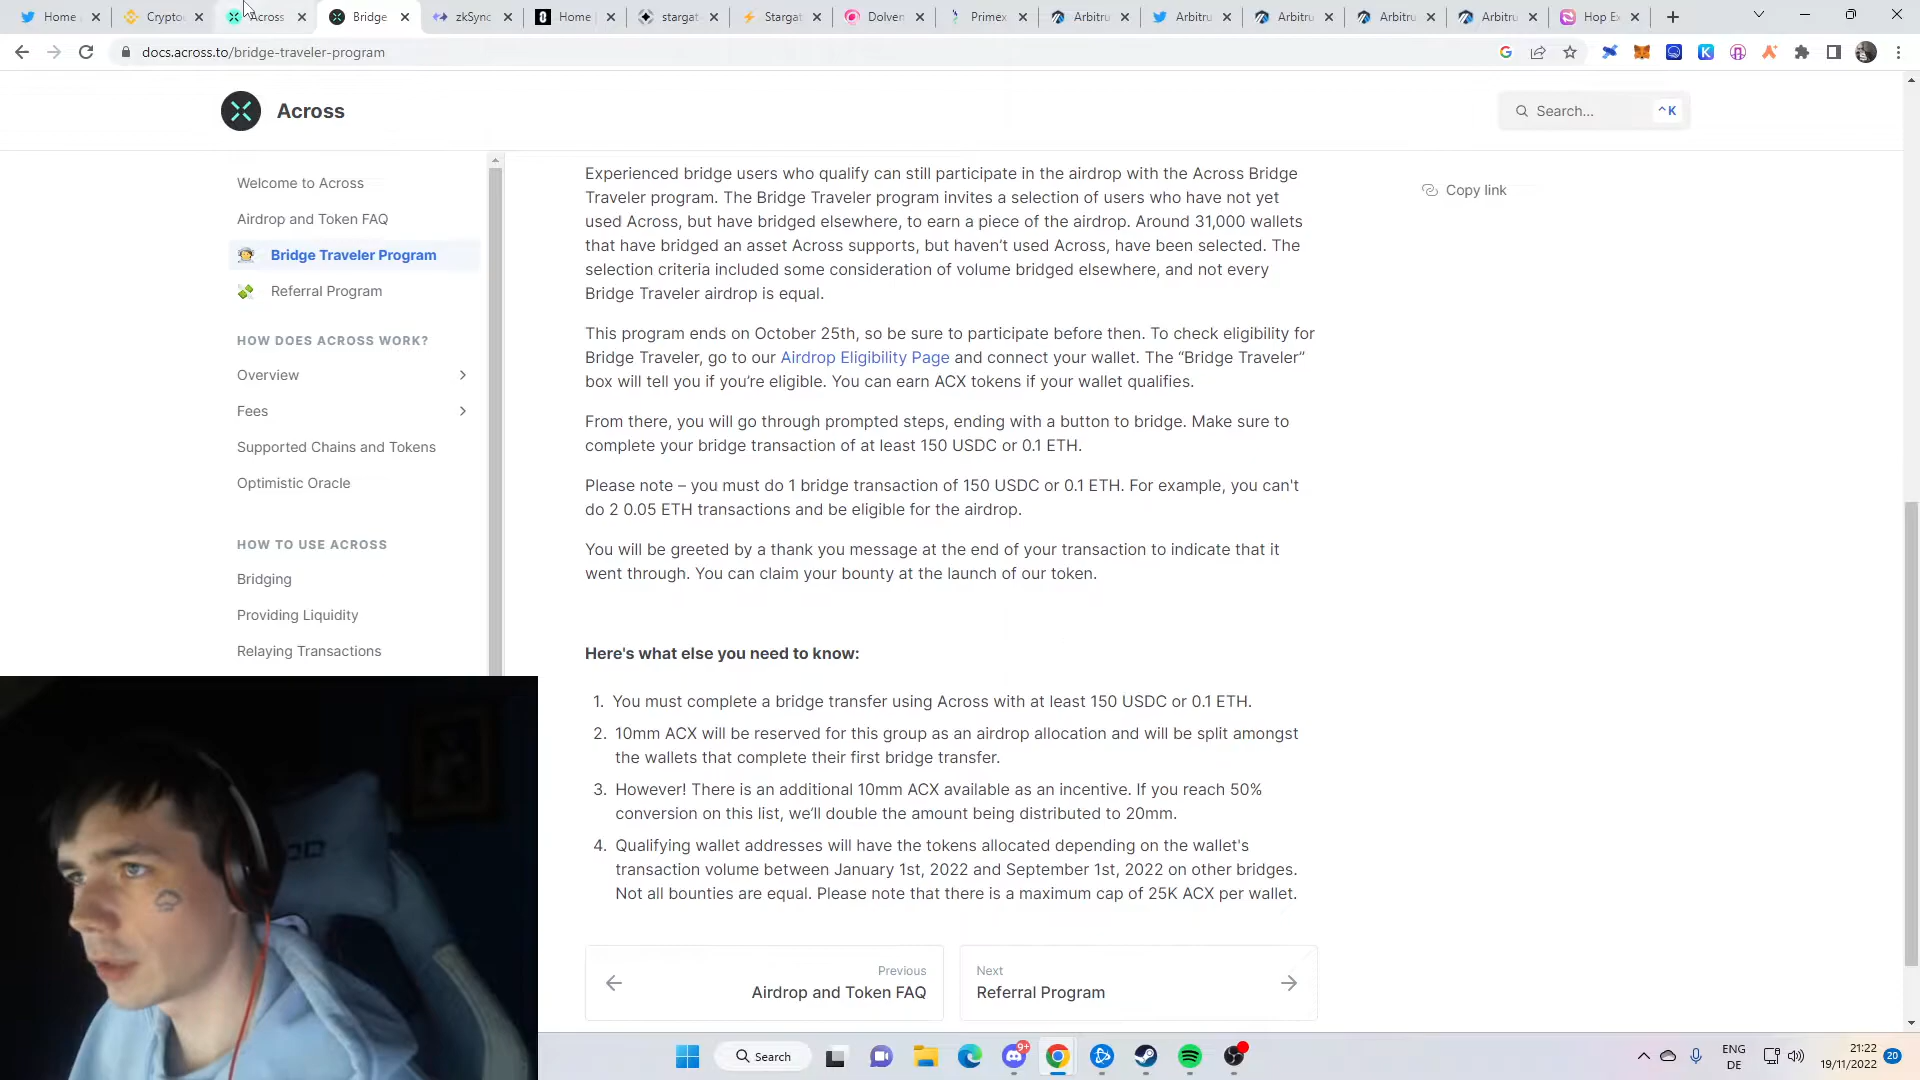 Home
Crypto
Across
Bridge
zkSync
Home |
stargat
Stargat
Dolven
Primex
Arbitru
Arbitru
Arbitru
Arbitru
Arbitru
Hop Ex
docs.across.to/bridge-traveler-program
Across
Search...
^K
Welcome to Across
Airdrop and Token FAQ
Bridge Traveler Program
Referral Program
HOW DOES ACROSS WORK?
Overview
Fees
Supported Chains and Tokens
Optimistic Oracle
HOW TO USE ACROSS
Bridging
Providing Liquidity
Relaying Transactions
Experienced bridge users who qualify can still participate in the airdrop with the Across Bridge
Traveler program. The Bridge Traveler program invites a selection of users who have not yet
used Across, but have bridged elsewhere, to earn a piece of the airdrop. Around 31,000 wallets
that have bridged an asset Across supports, but haven’t used Across, have been selected. The
selection criteria included some consideration of volume bridged elsewhere, and not every
Bridge Traveler airdrop is equal.
This program ends on October 25th, so be sure to participate before then. To check eligibility for
Bridge Traveler, go to our Airdrop Eligibility Page and connect your wallet. The “Bridge Traveler”
box will tell you if you’re eligible. You can earn ACX tokens if your wallet qualifies.
From there, you will go through prompted steps, ending with a button to bridge. Make sure to
complete your bridge transaction of at least 150 USDC or 0.1 ETH.
Please note – you must do 1 bridge transaction of 150 USDC or 0.1 ETH. For example, you can't
do 2 0.05 ETH transactions and be eligible for the airdrop.
You will be greeted by a thank you message at the end of your transaction to indicate that it
went through. You can claim your bounty at the launch of our token.
Here's what else you need to know:
1. You must complete a bridge transfer using Across with at least 150 USDC or 0.1 ETH.
2. 10mm ACX will be reserved for this group as an airdrop allocation and will be split amongst
the wallets that complete their first bridge transfer.
3. However! There is an additional 10mm ACX available as an incentive. If you reach 50%
conversion on this list, we’ll double the amount being distributed to 20mm.
4. Qualifying wallet addresses will have the tokens allocated depending on the wallet's
transaction volume between January 1st, 2022 and September 1st, 2022 on other bridges.
Not all bounties are equal. Please note that there is a maximum cap of 25K ACX per wallet.
Previous
Airdrop and Token FAQ
Next
Referral Program
Copy link
Search
9+
ENG
DE
21:22
19/11/2022
20